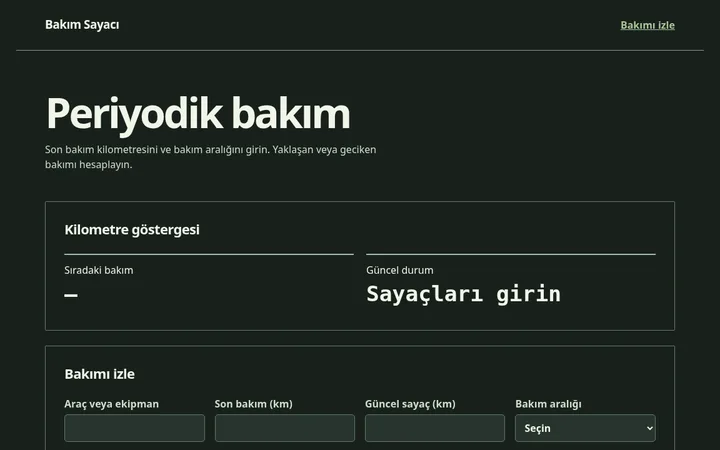 Bakım Sayacı
Bakımı izle
Periyodik bakım
Son bakım kilometresini ve bakım aralığını girin. Yaklaşan veya geciken
bakımı hesaplayın.
Kilometre göstergesi
Sıradaki bakım
—
Güncel durum
Sayaçları girin
Bakımı izle
Araç veya ekipman
Son bakım (km)
Güncel sayaç (km)
Bakım aralığı
Seçin